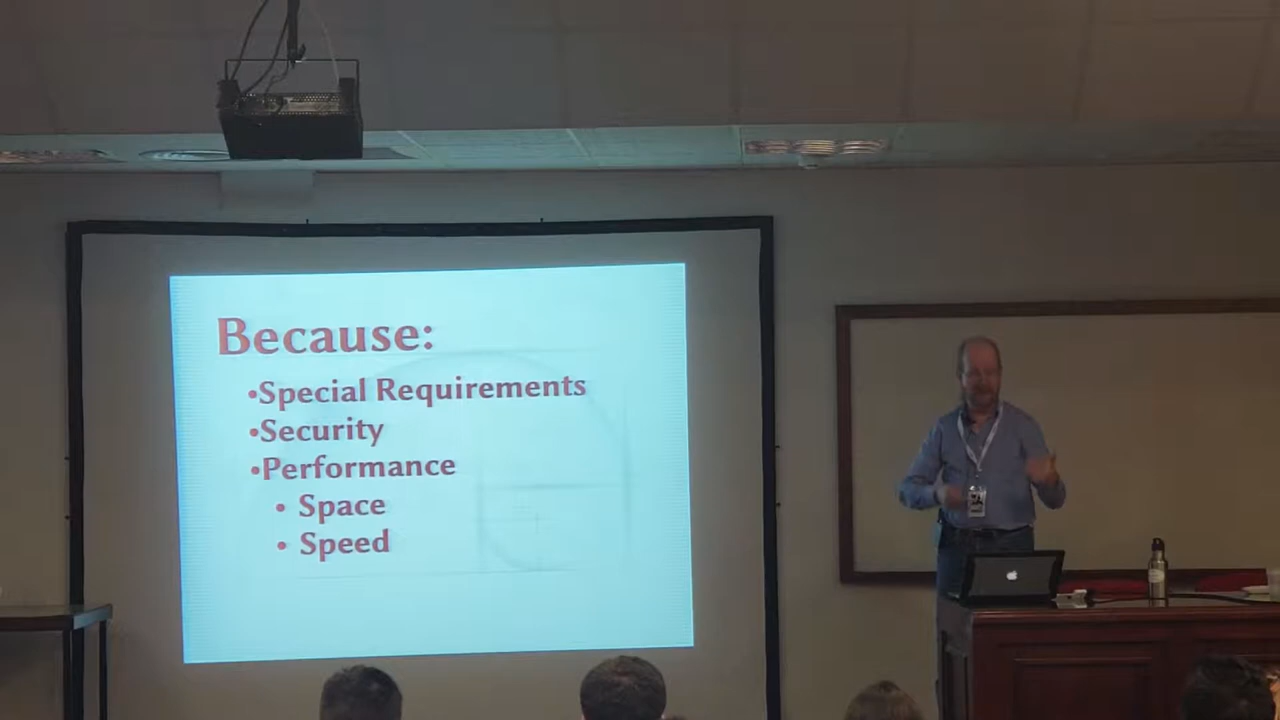 Because:
•Special Requirements
•Security
•Performance
• Space
• Speed